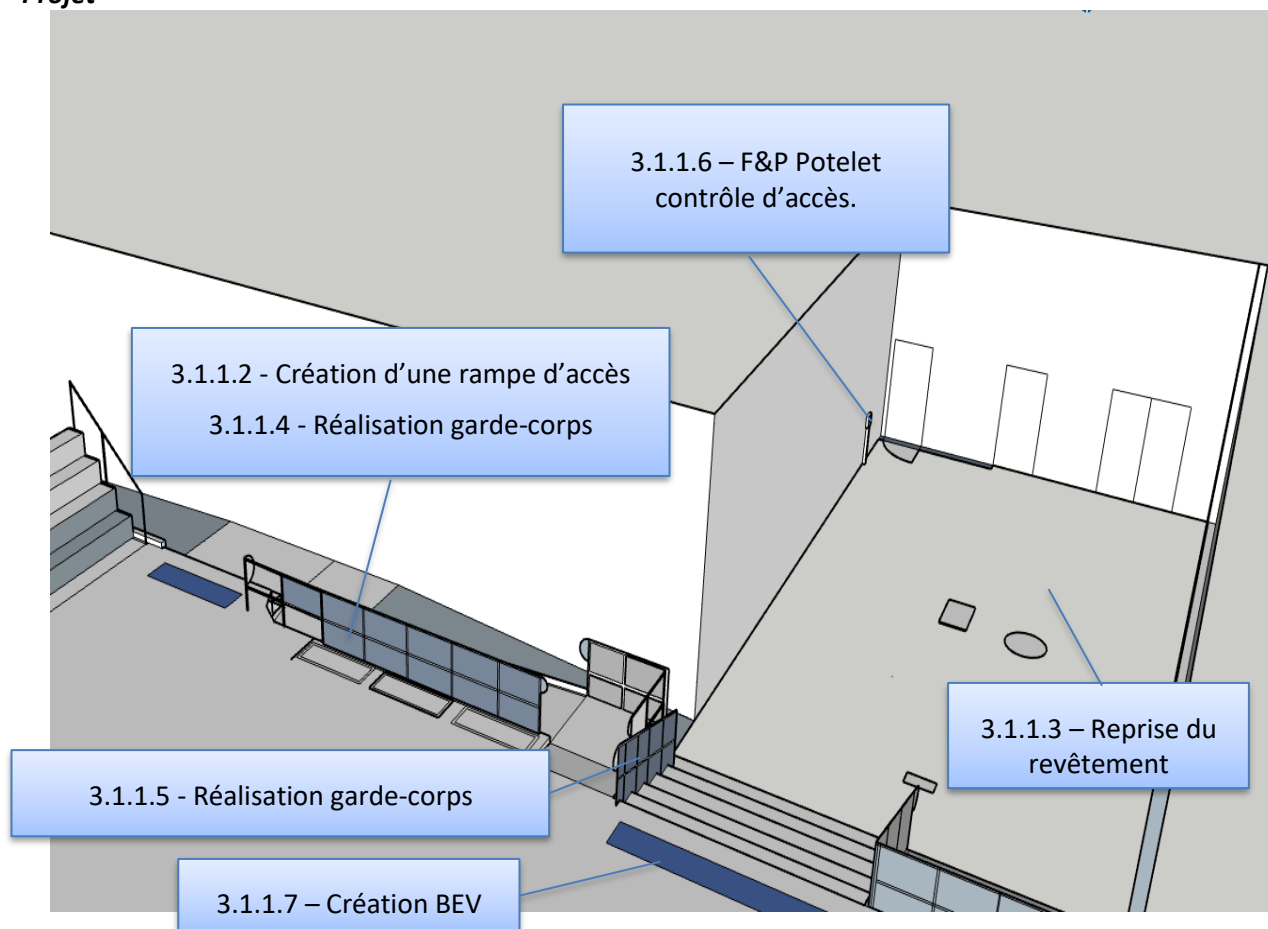 Projet
3.1.1.6 – F&P Potelet
contrôle d’accès.
3.1.1.2 - Création d’une rampe d’accès
3.1.1.4 - Réalisation garde-corps
3.1.1.3 – Reprise du
revêtement
3.1.1.5 - Réalisation garde-corps
3.1.1.7 – Création BEV